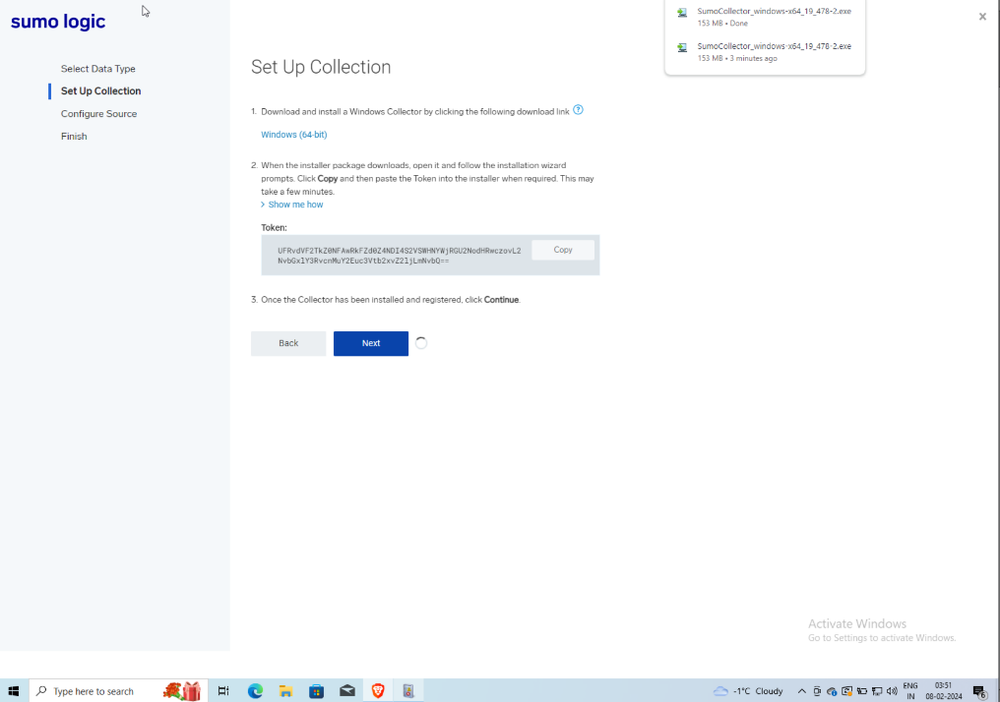 sumo logic
Select Data Type
Set Up Collection
Configure Source
Finish
SumoCollector_windows-x64_19_478-2.exe
153 MB • Done
SumoCollector_windows-x64_19_478-2.exe
153 MB • 3 minutes ago
Set Up Collection
1. Download and install a Windows Collector by clicking the following download link ?
Windows (64-bit)
2. When the installer package downloads, open it and follow the installation wizard
prompts. Click Copy and then paste the Token into the installer when required. This may
take a few minutes.
> Show me how
Token:
UFRvdVF2TkZ0NFAwRkFZd0Z4NDI4S2VSWHNYWjRGU2NodHRwczovL2
NvbGxlY3RvcnMuY2Euc3Vtb2xvZ2ljLmNvbQ==
Copy
3. Once the Collector has been installed and registered, click Continue.
Back
Next
Activate Windows
Go to Settings to activate Windows.
Type here to search
-1°C Cloudy
ENG
IN
03:51
08-02-2024
6